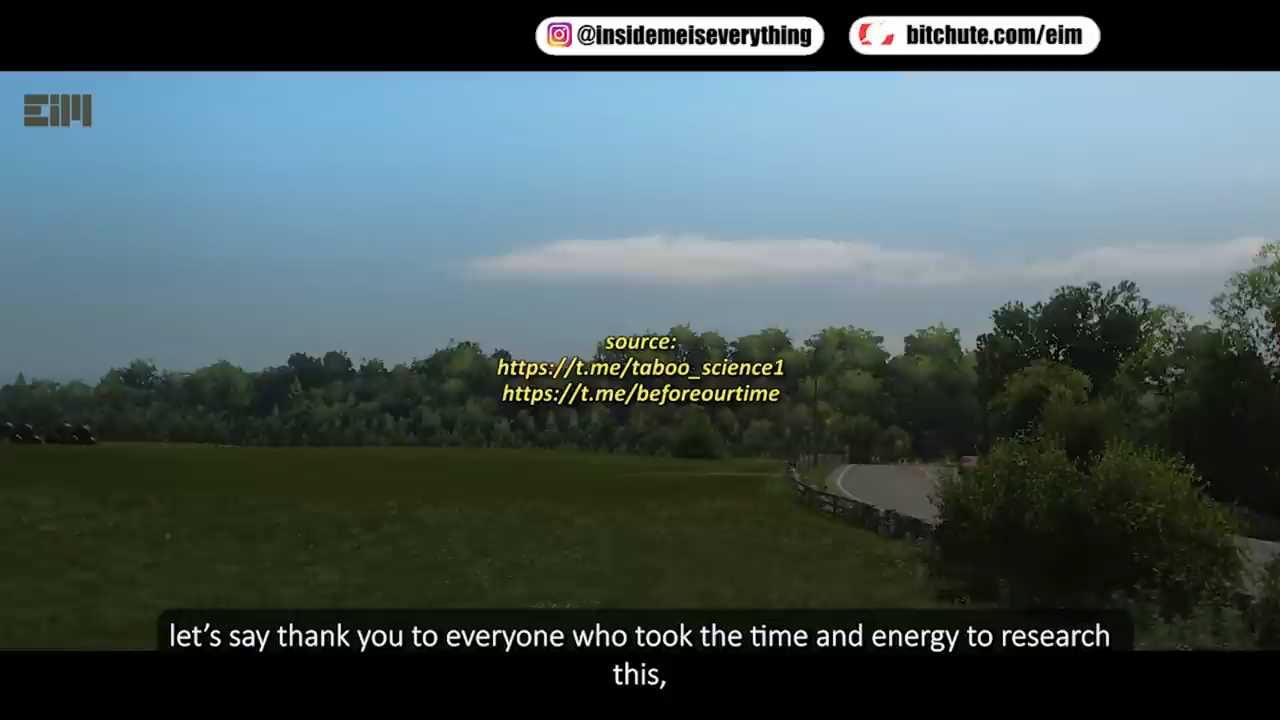 @insidemeiseverything
bitchute.com/eim
EiM
source:
https://t.me/taboo_science1
https://t.me/beforeourtime
let's say thank you to everyone who took the time and energy to research
this,